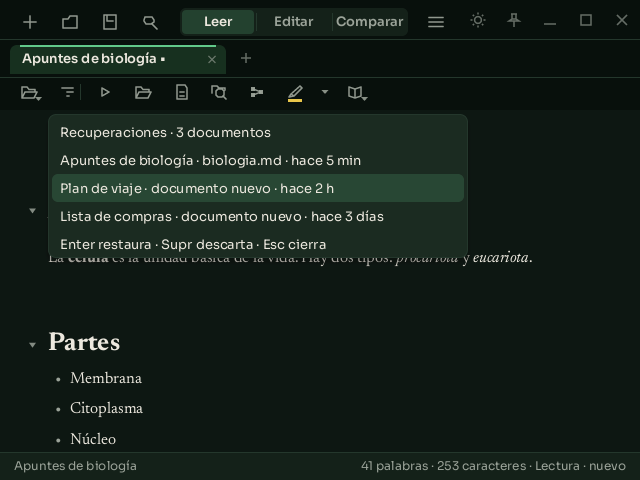 Leer Editar Comparar
Apuntes de biología •
Recuperaciones · 3 documentos
Apuntes de biología · biologia.md · hace 5 min
Plan de viaje · documento nuevo · hace 2 h
Lista de compras · documento nuevo · hace 3 días
Enter restaura · Supr descarta · Esc cierra
La célula es la unidad básica de la vida. Hay dos tipos: procariota y eucariota.
Partes
• Membrana
• Citoplasma
• Núcleo
Apuntes de biología 41 palabras · 253 caracteres · Lectura · nuevo